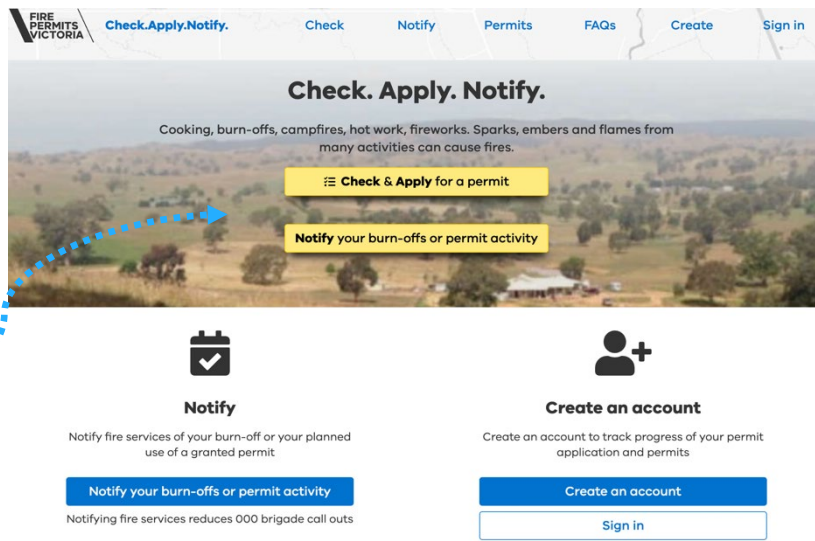 FIRE
PERMITS
VICTORIA
Check.Apply.Notify.
Check
Notify
Permits
FAQs
Create
Sign in
Check. Apply. Notify.
Cooking, burn-offs, campfires, hot work, fireworks. Sparks, embers and flames from
many activities can cause fires.
Check & Apply for a permit
Notify your burn-offs or permit activity
Notify
Notify fire services of your burn-off or your planned
use of a granted permit
Notify your burn-offs or permit activity
Notifying fire services reduces 000 brigade call outs
Create an account
Create an account to track progress of your permit
application and permits
Create an account
Sign in